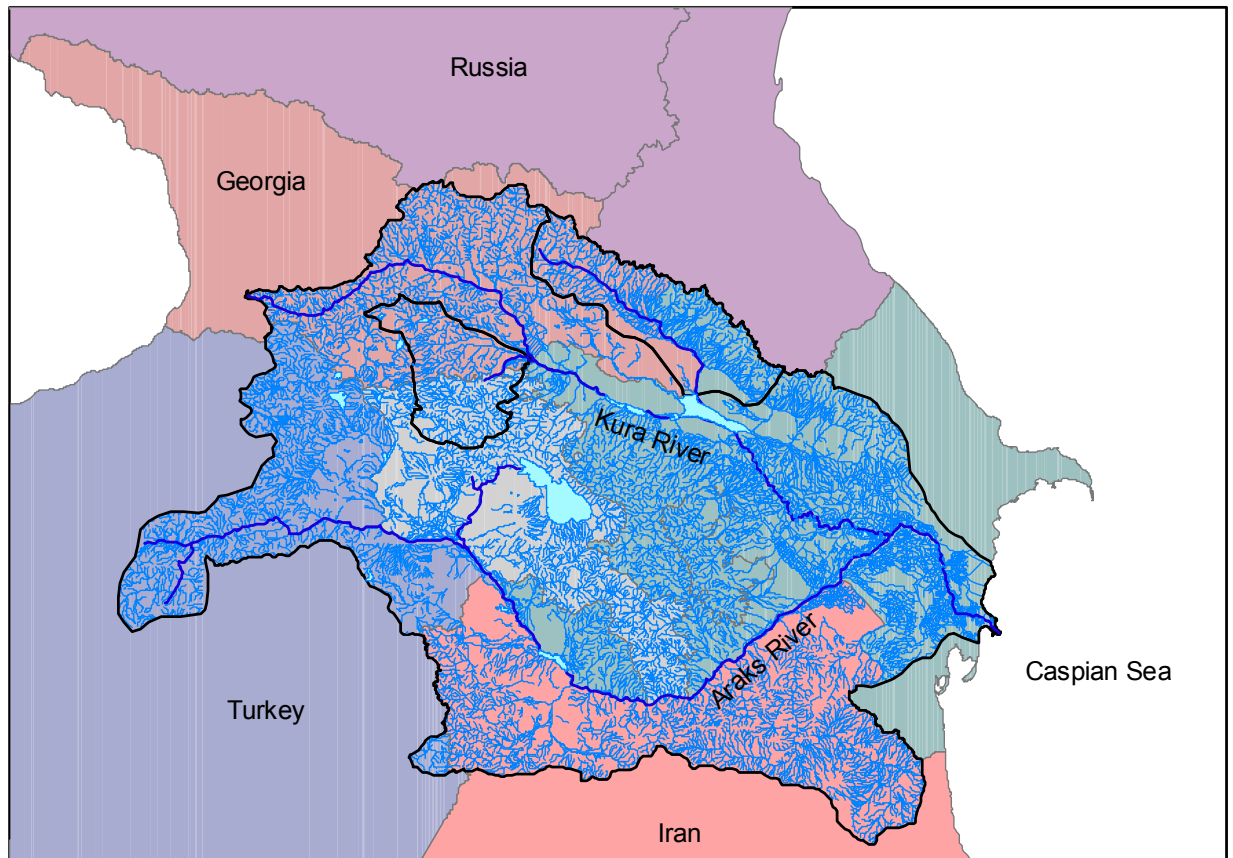 Russia
Georgia
Kura River
Araks River
Caspian Sea
Turkey
Iran